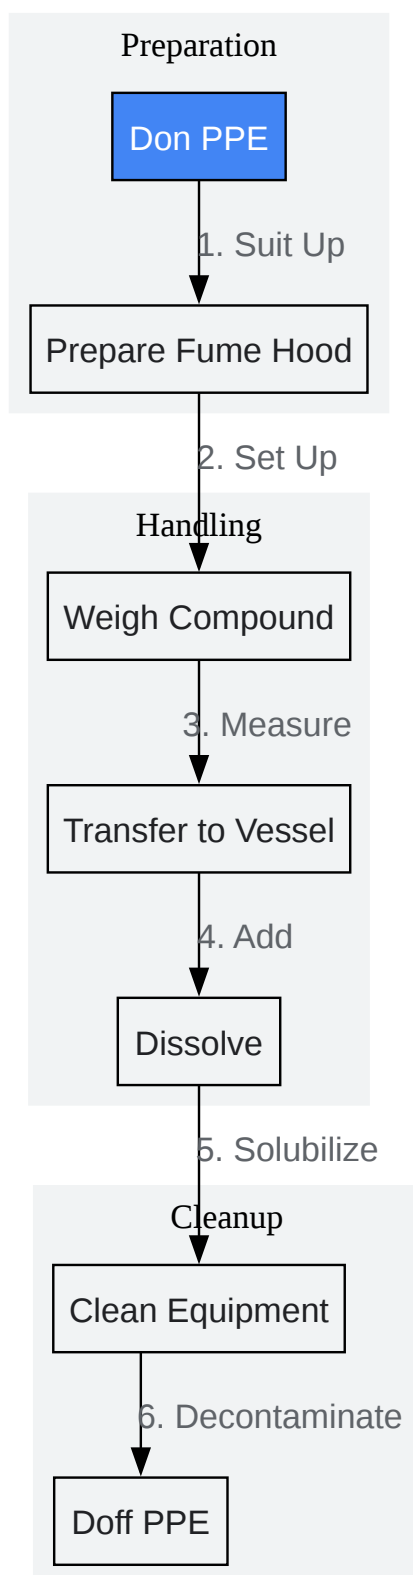 Preparation
Don PPE
1. Suit Up
Prepare Fume Hood
2. Set Up
Handling
Weigh Compound
3. Measure
Transfer to Vessel
4. Add
Dissolve
5. Solubilize
Cleanup
Clean Equipment
6. Decontaminate
Doff PPE